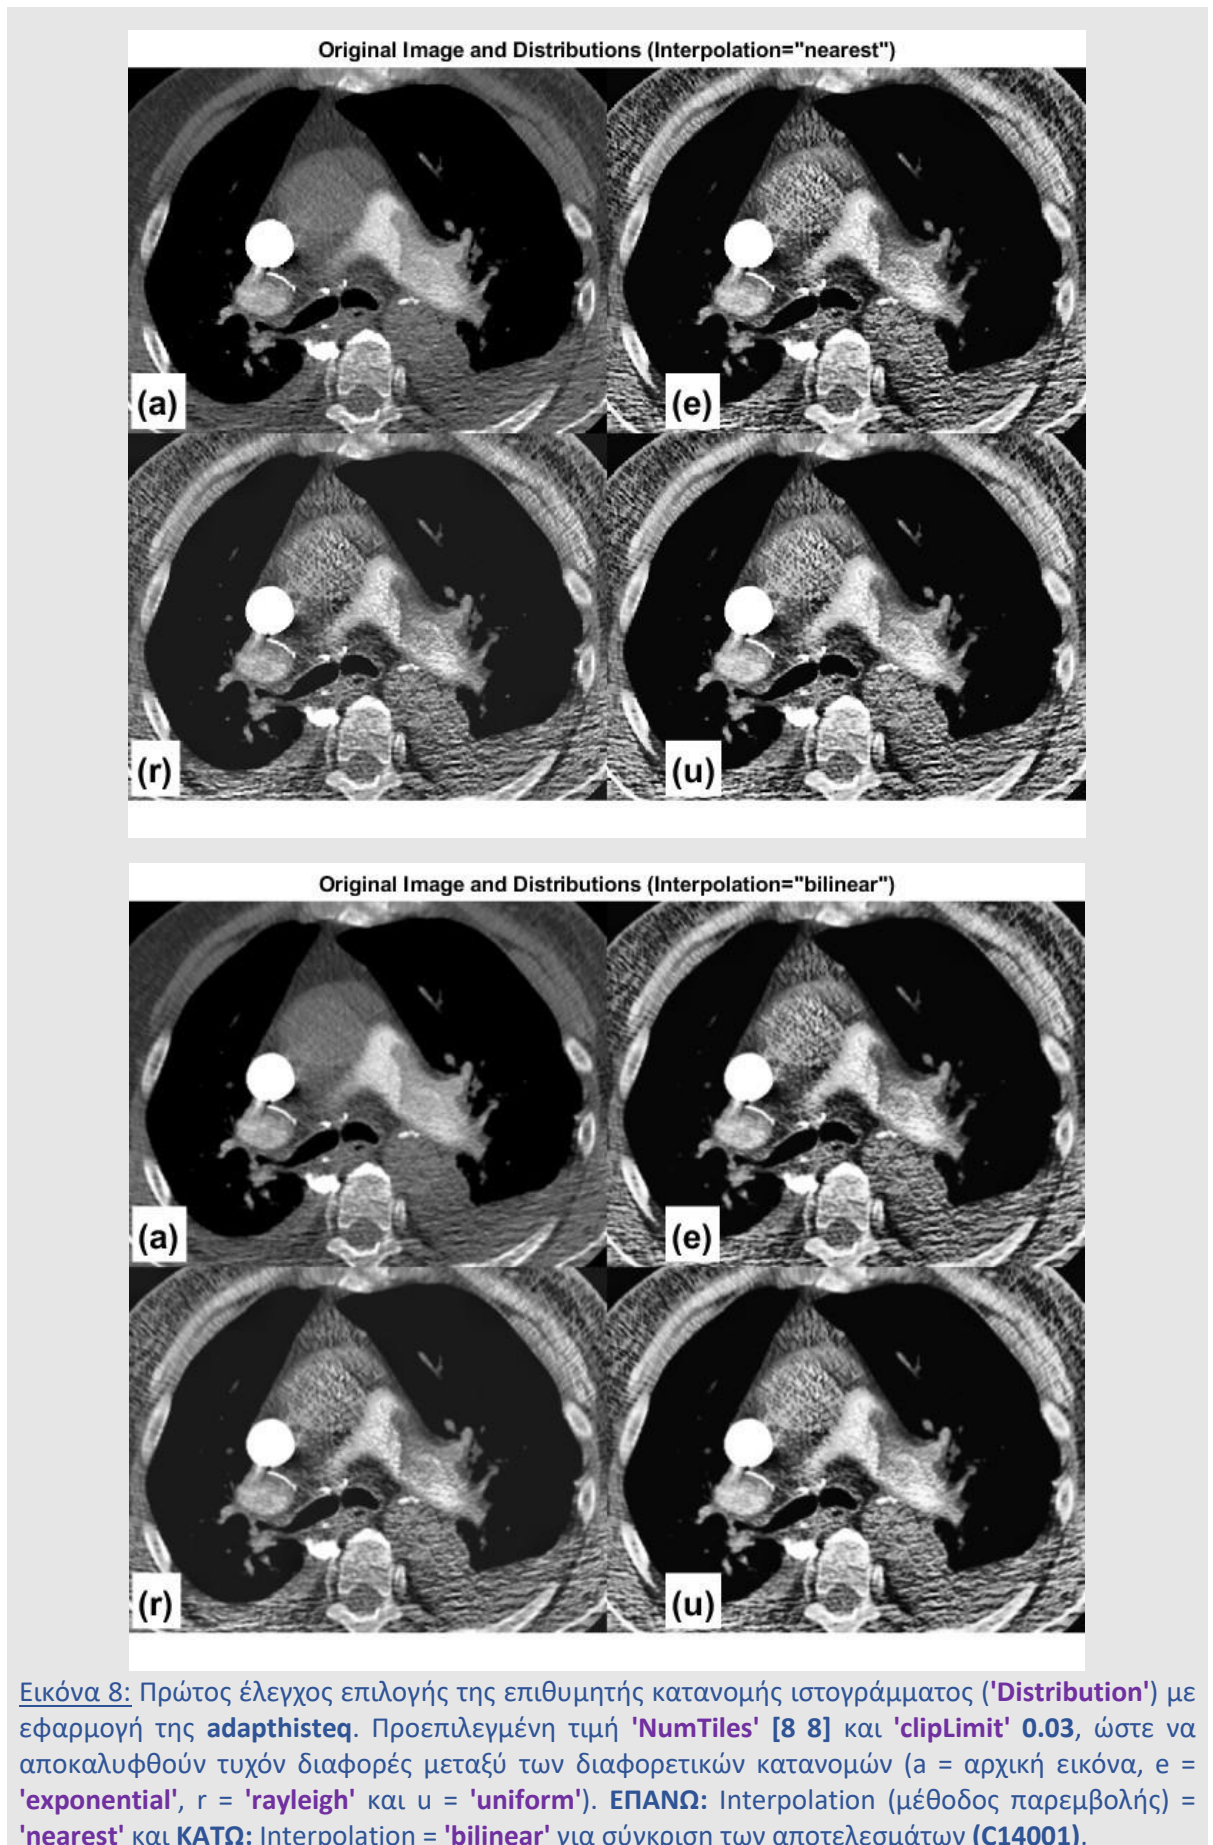 Original Image and Distributions (Interpolation="nearest")
(a)
(e)
(r)
(u)
Original Image and Distributions (Interpolation="bilinear")
(a)
(e)
(r)
(u)
Εικόνα 8: Πρώτος έλεγχος επιλογής της επιθυμητής κατανομής ιστογράμματος ('Distribution') με
εφαρμογή της adapthisteq. Προεπιλεγμένη τιμή 'NumTiles' [8 8] και 'clipLimit' 0.03, ώστε να
αποκαλυφθούν τυχόν διαφορές μεταξύ των διαφορετικών κατανομών (a = αρχική εικόνα, e =
'exponential', r = 'rayleigh' και u = 'uniform'). ΕΠΑΝΩ: Interpolation (μέθοδος παρεμβολής) =
'nearest' και ΚΑΤΩ: Interpolation = 'bilinear' για σύγκριση των αποτελεσμάτων (C14001).